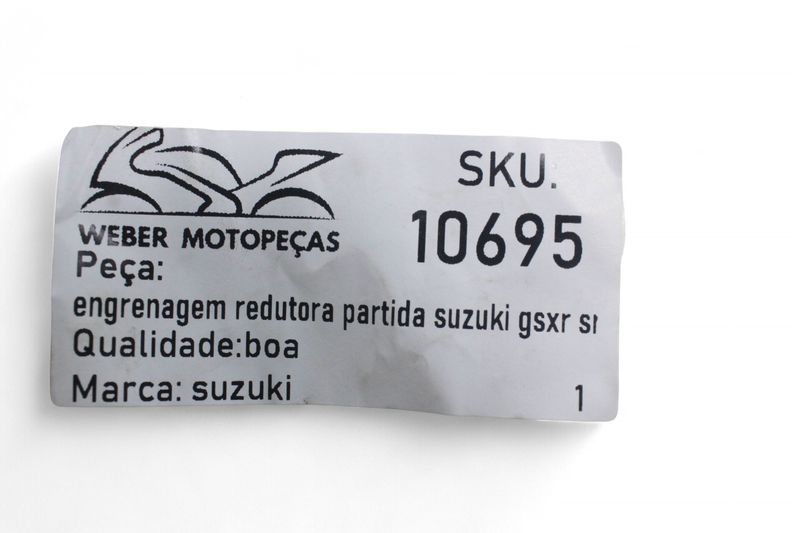 WEBER MOTOPEÇAS
SKU.
10695
Peça:
engrenagem redutora partida suzuki gsxr
Qualidade:boa
Marca: suzuki
1